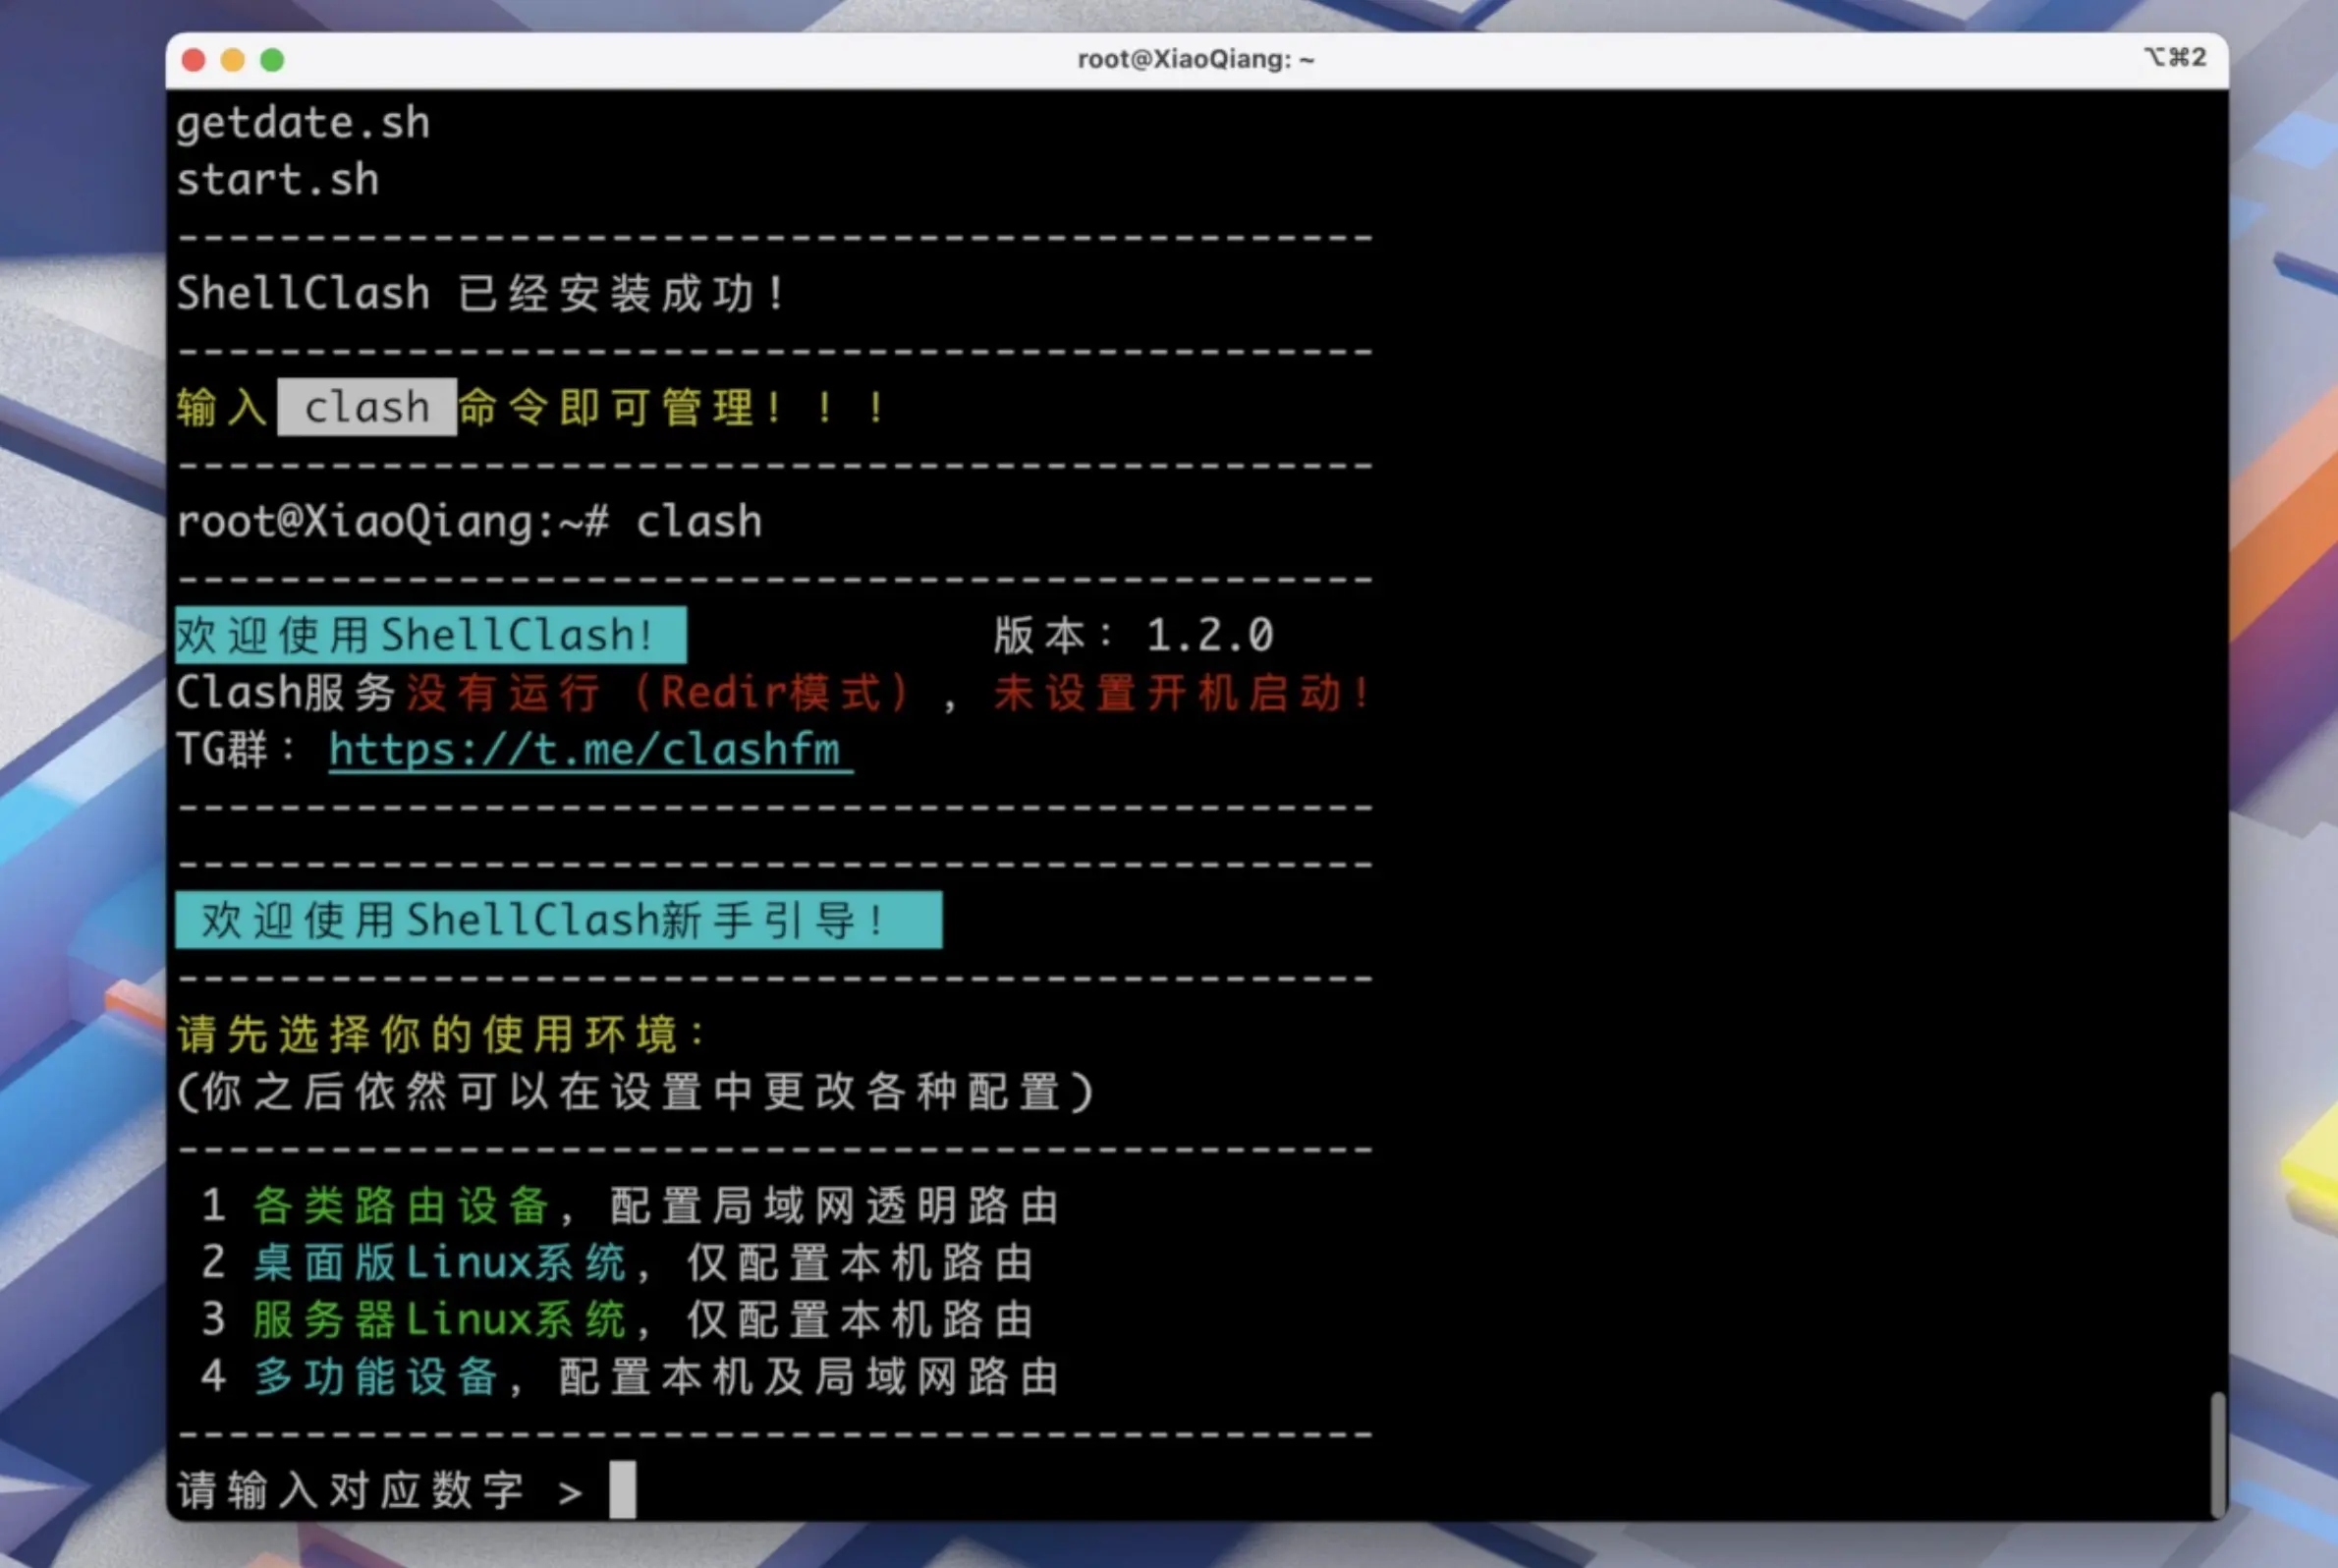 root@XiaoQiang: ~
⌥⌘2
getdate.sh
start.sh
-----------------------------------------------
ShellClash 已经安装成功！
-----------------------------------------------
输入 clash 命令即可管理！！！
-----------------------------------------------
root@XiaoQiang:~# clash
-----------------------------------------------
欢迎使用ShellClash！ 版本：1.2.0
Clash服务没有运行（Redir模式），未设置开机启动！
TG群：https://t.me/clashfm
-----------------------------------------------
-----------------------------------------------
欢迎使用ShellClash新手引导！
-----------------------------------------------
请先选择你的使用环境：
(你之后依然可以在设置中更改各种配置)
-----------------------------------------------
1 各类路由设备，配置局域网透明路由
2 桌面版Linux系统，仅配置本机路由
3 服务器Linux系统，仅配置本机路由
4 多功能设备，配置本机及局域网路由
-----------------------------------------------
请输入对应数字 >